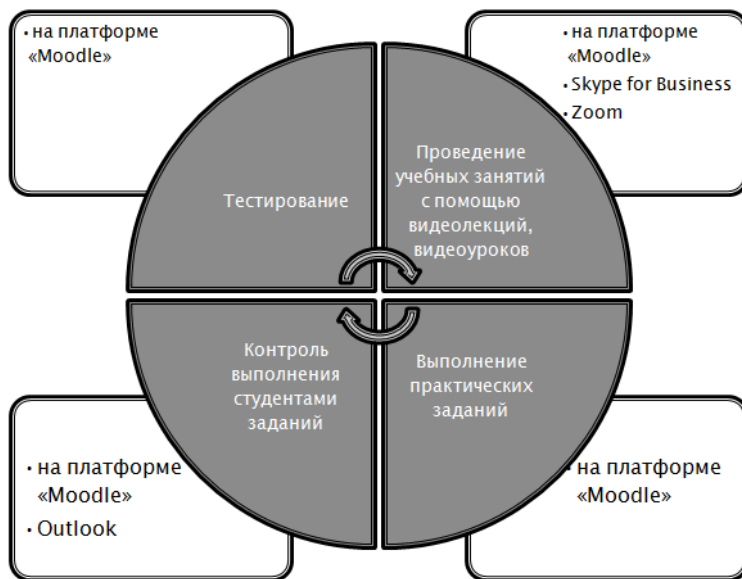 • на платформе
«Moodle»
• на платформе
«Moodle»
• Skype for Business
• Zoom
Тестирование
Проведение
учебных занятий
с помощью
видеолекций,
видеоуроков
Контроль
выполнения
студентами
заданий
Выполнение
практических
заданий
• на платформе
«Moodle»
• Outlook
• на платформе
«Moodle»